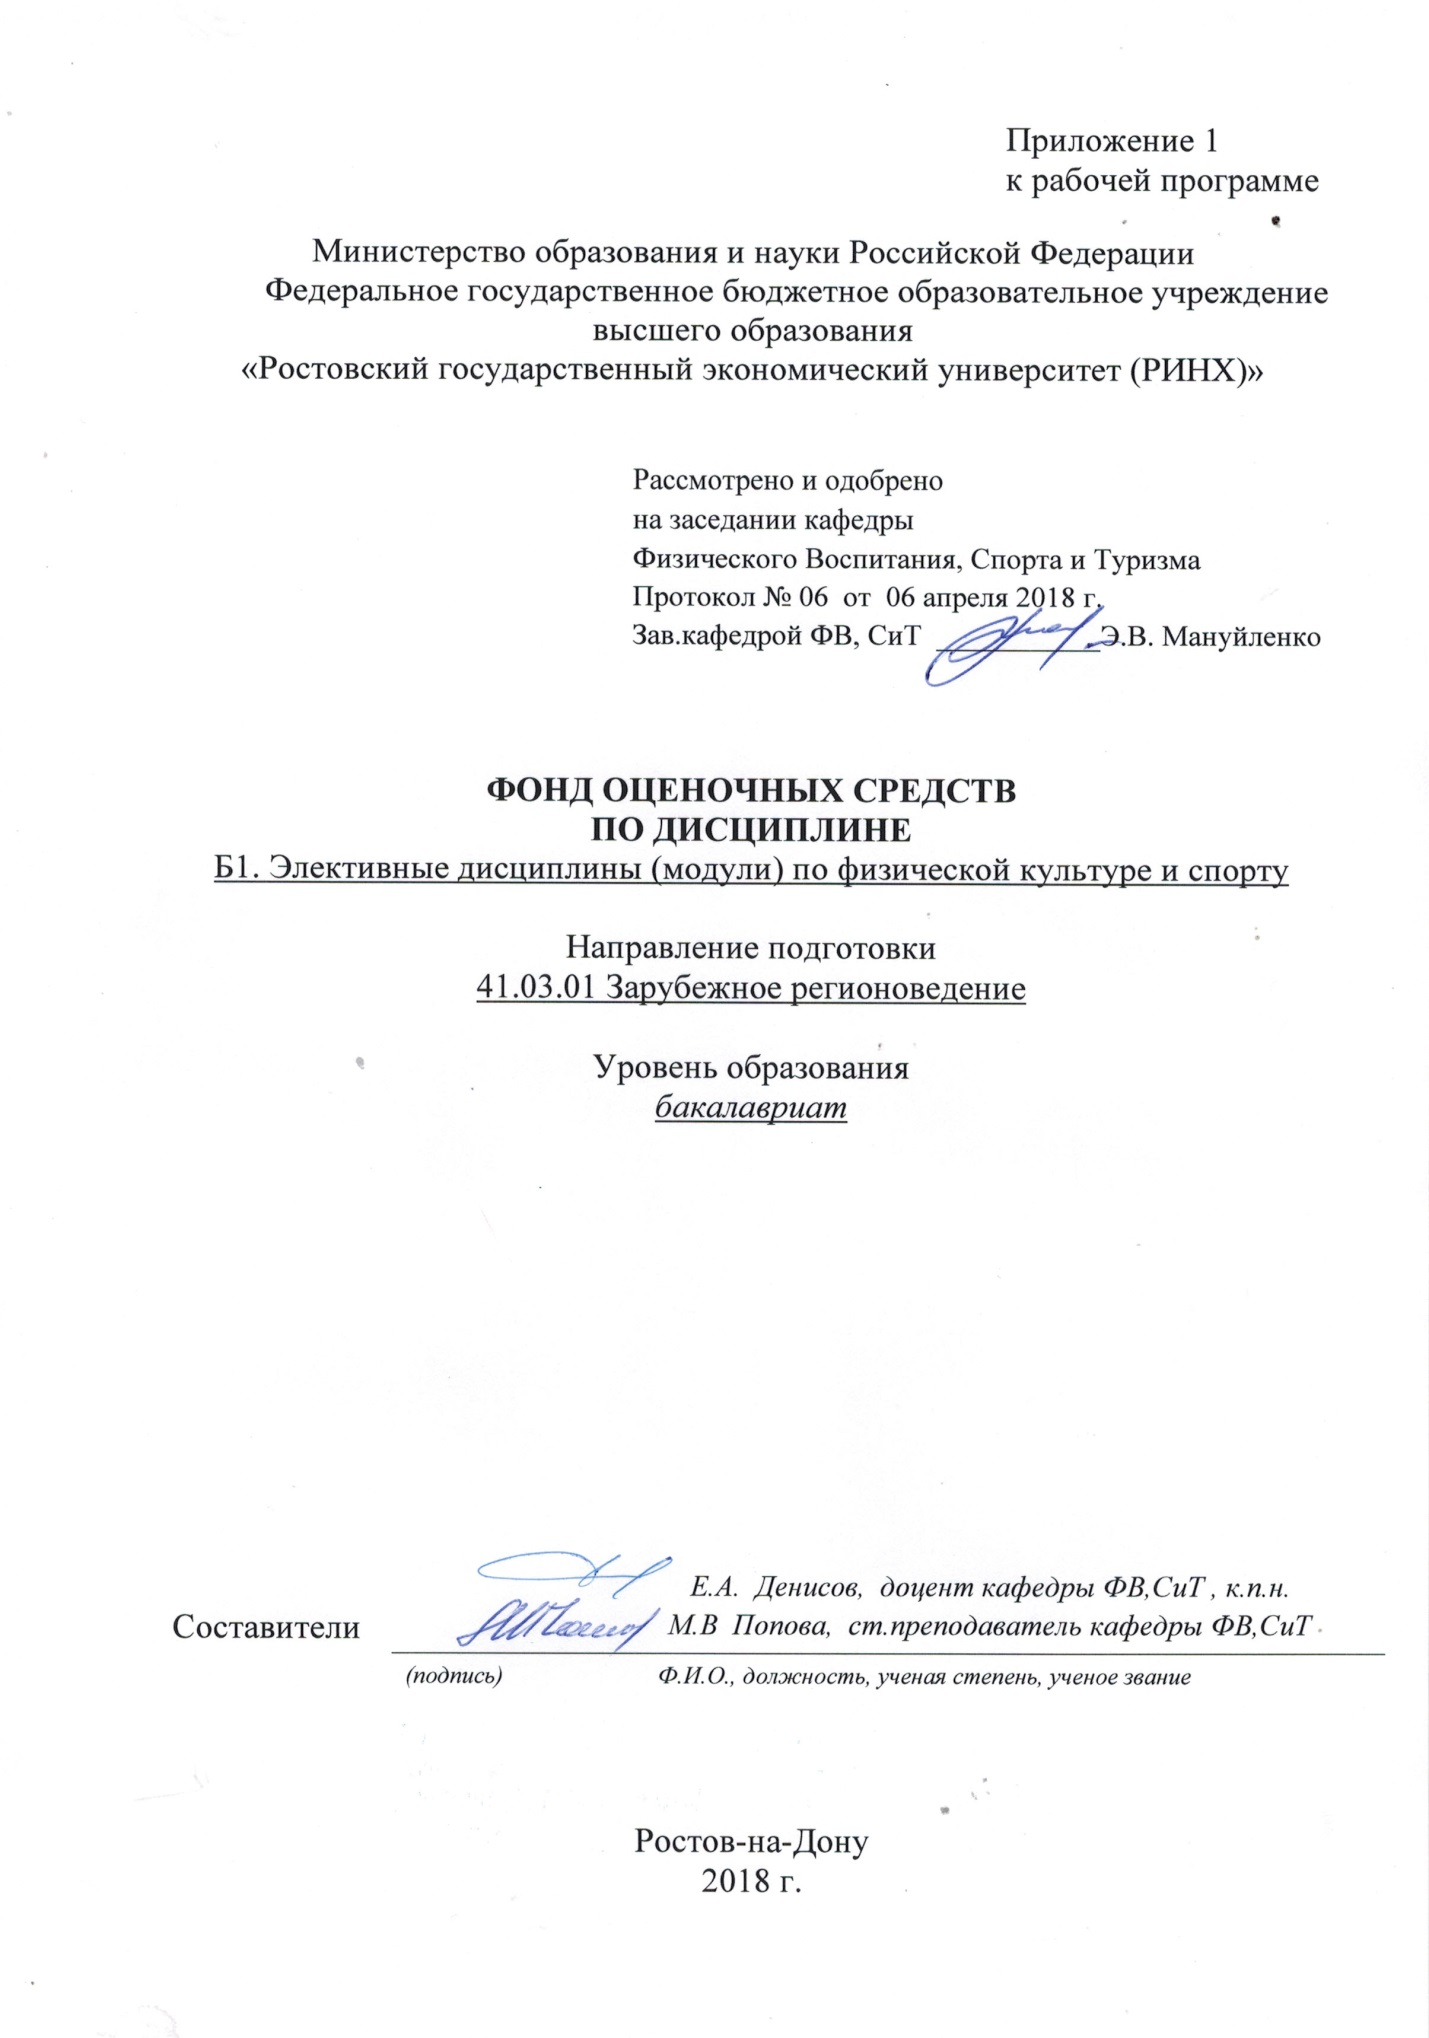 Приложение 1
к рабочей программе
Министерство образования и науки Российской Федерации
Федеральное государственное бюджетное образовательное учреждение
высшего образования
«Ростовский государственный экономический университет (РИНХ)»
Рассмотрено и одобрено
на заседании кафедры
Физического Воспитания, Спорта и Туризма
Протокол № 06 от 06 апреля 2018 г.
Зав.кафедрой ФВ, СиТ ____________Э.В. Мануйленко
ФОНД ОЦЕНОЧНЫХ СРЕДСТВ
ПО ДИСЦИПЛИНЕ
Б1. Элективные дисциплины (модули) по физической культуре и спорту
Направление подготовки
41.03.01 Зарубежное регионоведение
Уровень образования
бакалавриат
Е.А. Денисов, доцент кафедры ФВ,СиТ , к.п.н.
Составители М.В Попова, ст.преподаватель кафедры ФВ,СиТ
(подпись) Ф.И.О., должность, ученая степень, ученое звание
Ростов-на-Дону
2018 г.